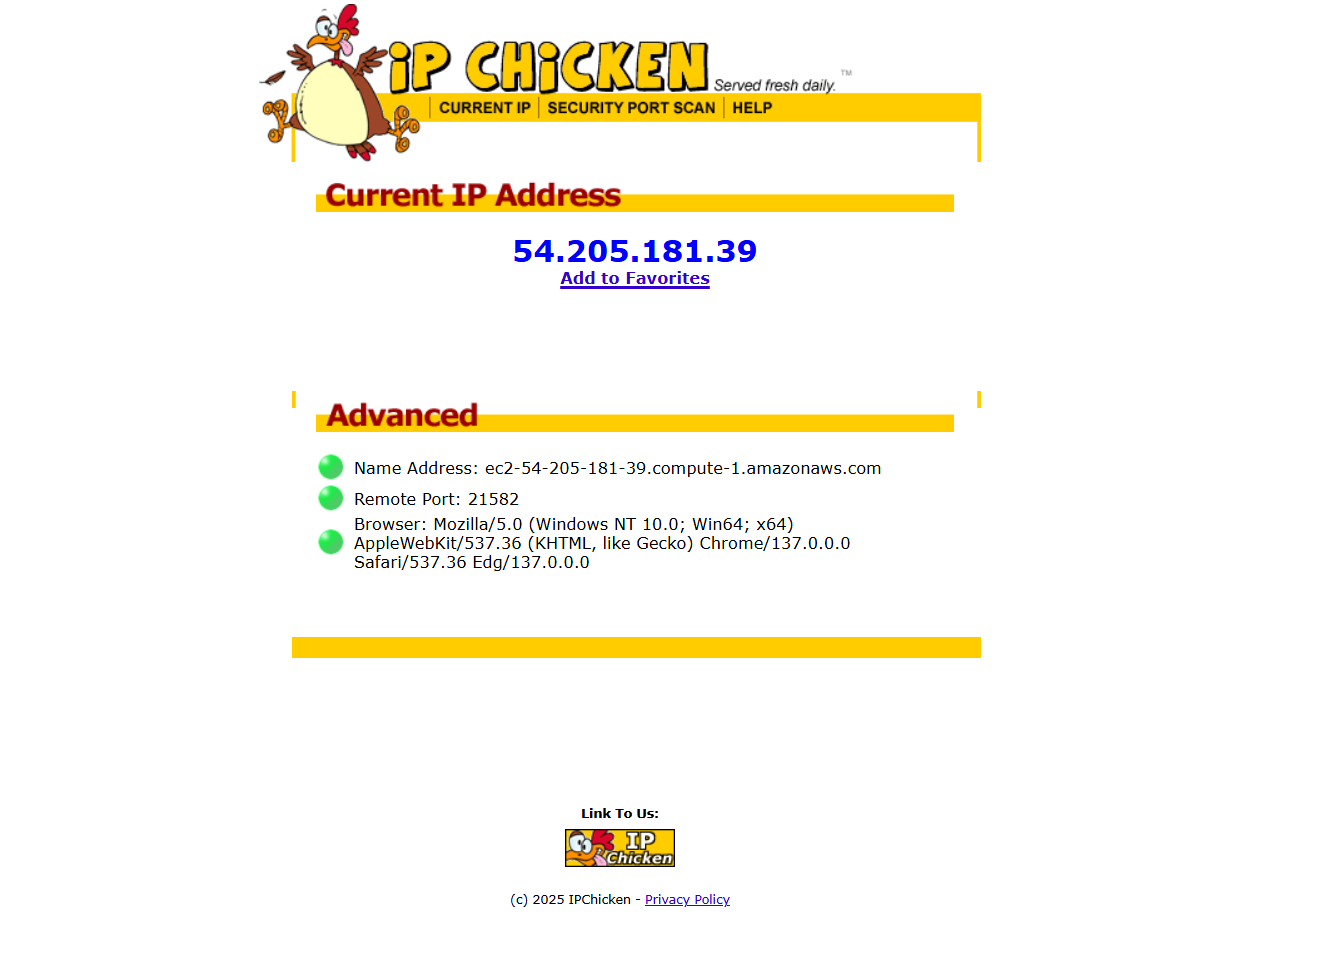 iP CHiCKEN
Served fresh daily. TM
CURRENT IP | SECURITY PORT SCAN | HELP
Current IP Address
54.205.181.39
Add to Favorites
Advanced
Name Address: ec2-54-205-181-39.compute-1.amazonaws.com
Remote Port: 21582
Browser: Mozilla/5.0 (Windows NT 10.0; Win64; x64)
AppleWebKit/537.36 (KHTML, like Gecko) Chrome/137.0.0.0
Safari/537.36 Edg/137.0.0.0
Link To Us:
IP
Chicken
(c) 2025 IPChicken - Privacy Policy